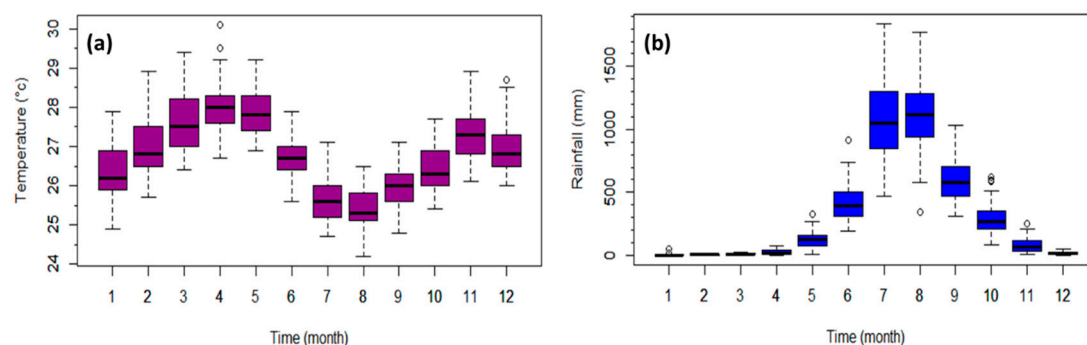 (a)
Temperature (°c)
30
29
28
27
26
25
24
1 2 3 4 5 6 7 8 9 10 11 12
Time (month)
(b)
Rainfall (mm)
1500
1000
500
0
1 2 3 4 5 6 7 8 9 10 11 12
Time (month)